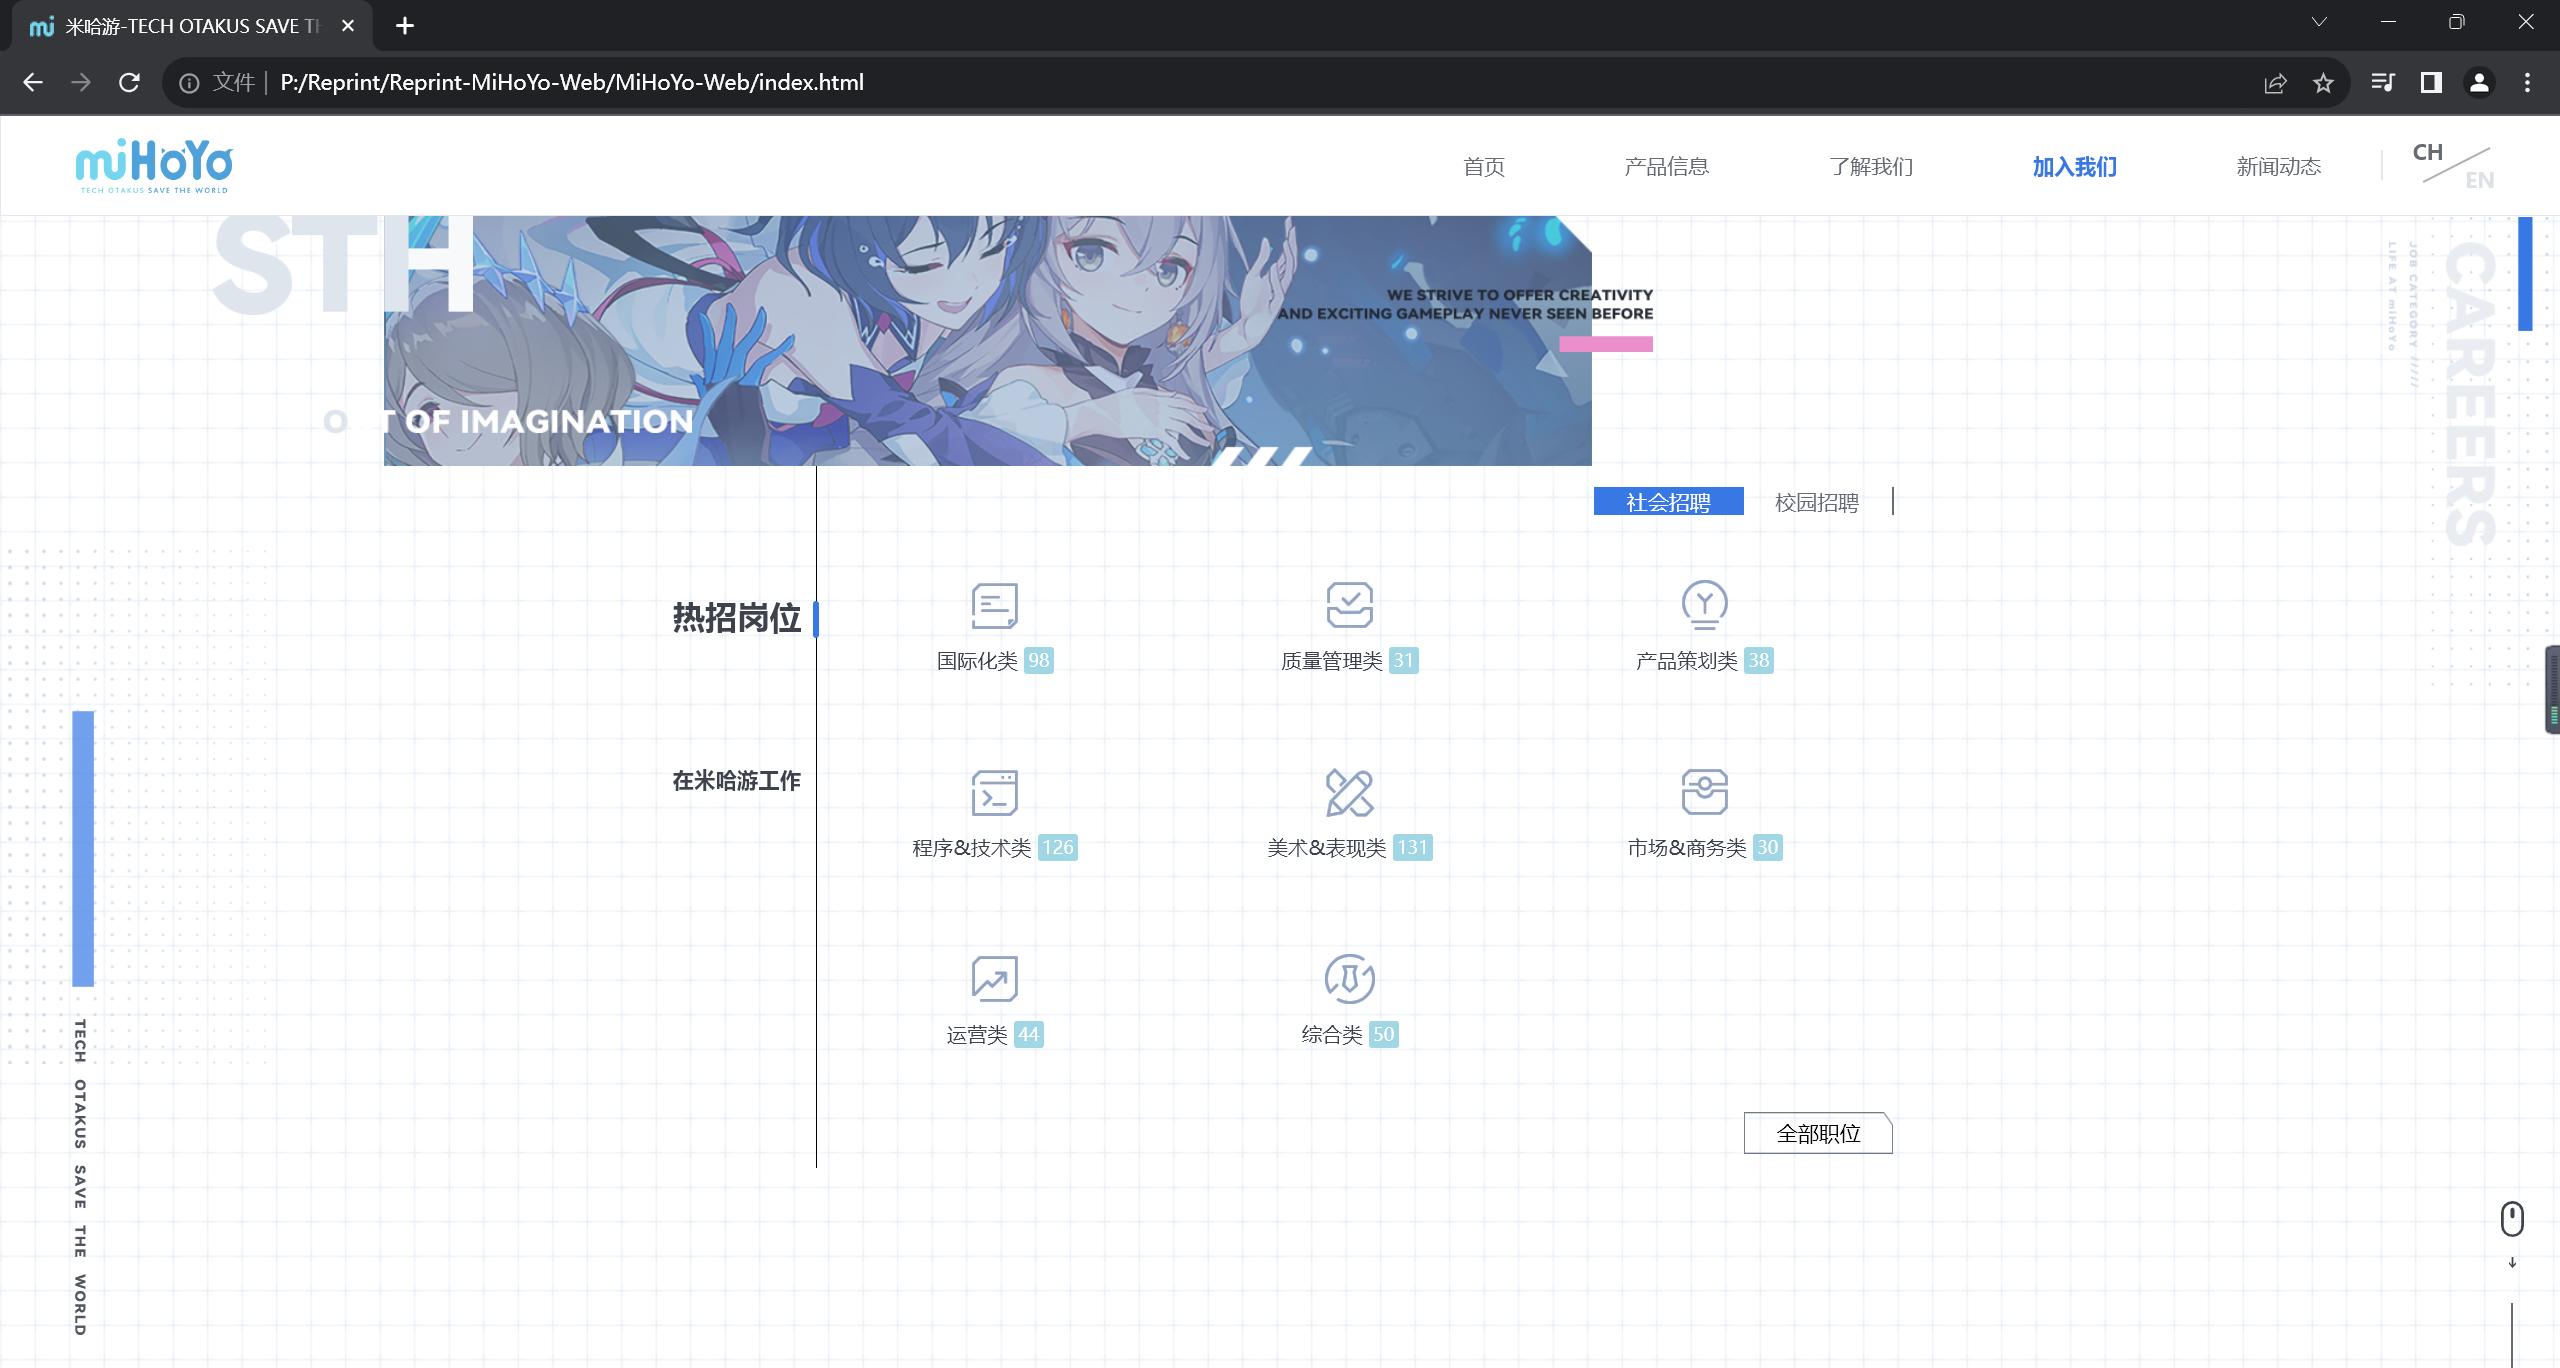 米哈游-TECH OTAKUS SAVE TH
文件 P:/Reprint/Reprint-MiHoYo-Web/MiHoYo-Web/index.html
miHoYo
TECH OTAKUS SAVE THE WORLD
首页 产品信息 了解我们 加入我们 新闻动态
CH
EN
STH
WE STRIVE TO OFFER CREATIVITY
AND EXCITING GAMEPLAY NEVER SEEN BEFORE
OUT OF IMAGINATION
CAREERS
JOB CATEGORY /////
LIFE AT miHoYo
社会招聘 校园招聘
热招岗位
在米哈游工作
国际化类 98
质量管理类 31
产品策划类 38
程序&技术类 126
美术&表现类 131
市场&商务类 30
运营类 44
综合类 50
全部职位
TECH OTAKUS SAVE THE WORLD